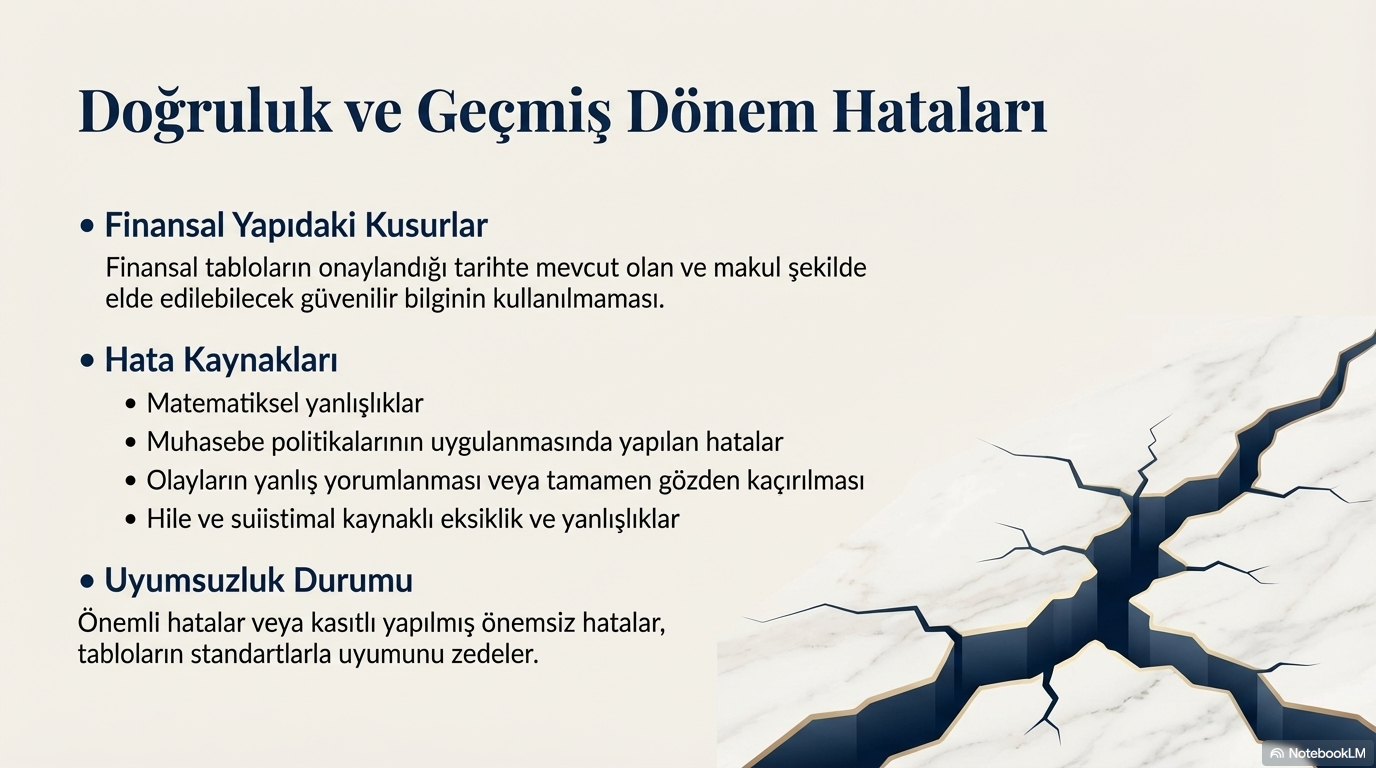 Doğruluk ve Geçmiş Dönem Hataları
• Finansal Yapıdaki Kusurlar
Finansal tabloların onaylandığı tarihte mevcut olan ve makul şekilde
elde edilebilecek güvenilir bilginin kullanılmaması.
• Hata Kaynakları
• Matematiksel yanlışlıklar
• Muhasebe politikalarının uygulanmasında yapılan hatalar
• Olayların yanlış yorumlanması veya tamamen gözden kaçırılması
• Hile ve suiistimal kaynaklı eksiklik ve yanlışlıklar
• Uyumsuzluk Durumu
Önemli hatalar veya kasıtlı yapılmış önemsiz hatalar,
tabloların standartlarla uyumunu zedeler.
NotebookLM